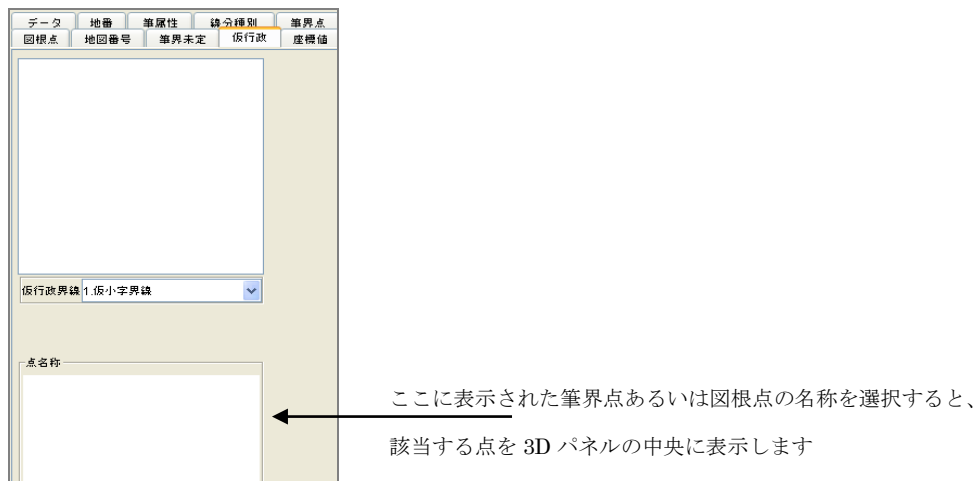 データ 地番 筆属性 線分種別 筆界点
図根点 地図番号 筆界未定 仮行政 座標値
仮行政界線 1.仮小字界線
点名称
ここに表示された筆界点あるいは図根点の名称を選択すると、
該当する点を 3D パネルの中央に表示します